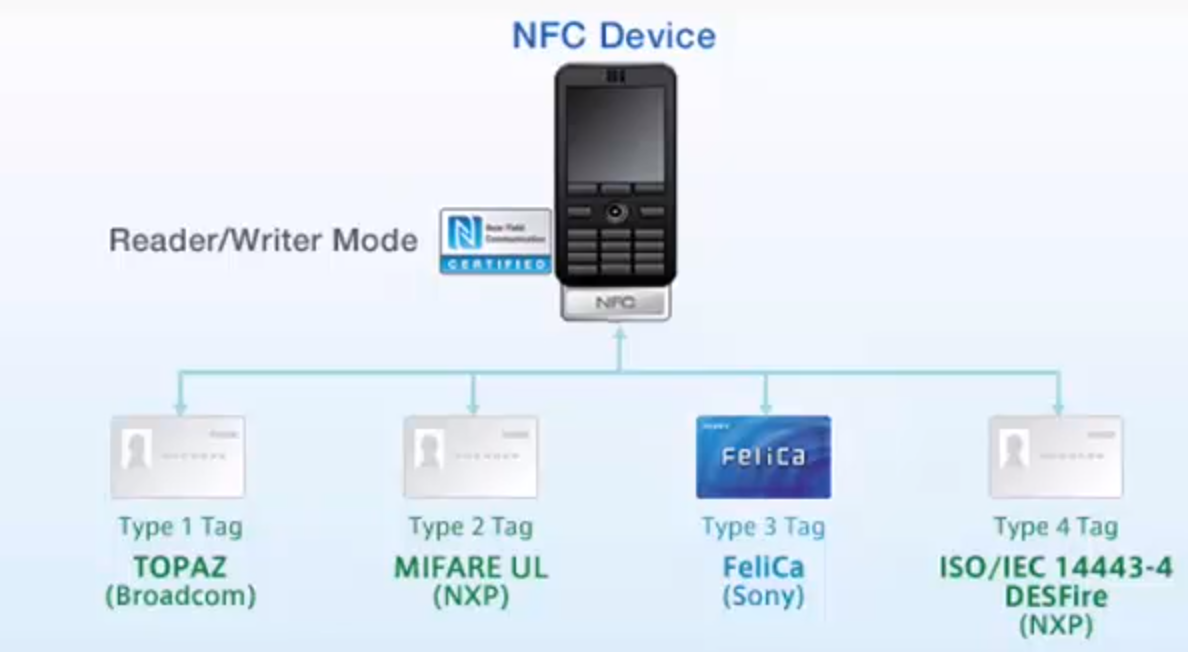 NFC Device
Reader/Writer Mode
N Near Field
Communication
CERTIFIED
NFC
FeliCa
Type 1 Tag
TOPAZ
(Broadcom)
Type 2 Tag
MIFARE UL
(NXP)
Type 3 Tag
FeliCa
(Sony)
Type 4 Tag
ISO/IEC 14443-4
DESFire
(NXP)